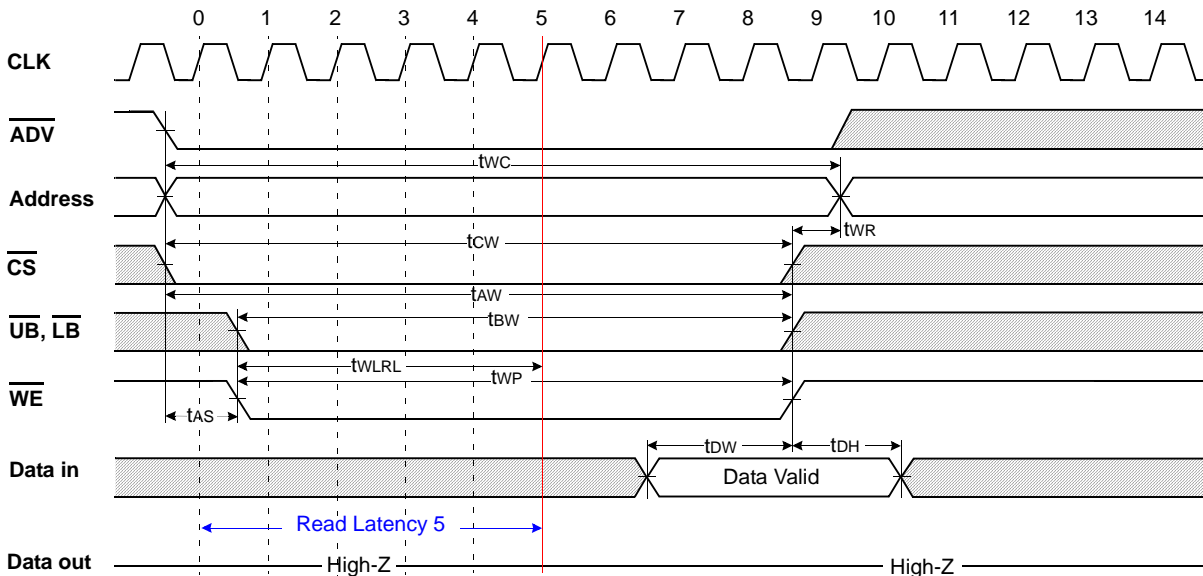 0 1 2 3 4 5 6 7 8 9 10 11 12 13 14
CLK
ADV
tWC
Address
tWR
tCW
CS
tAW
tBW
UB, LB
tWLRL
tWP
WE
tAS
tDW
tDH
Data in
Data Valid
Read Latency 5
Data out
High-Z
High-Z